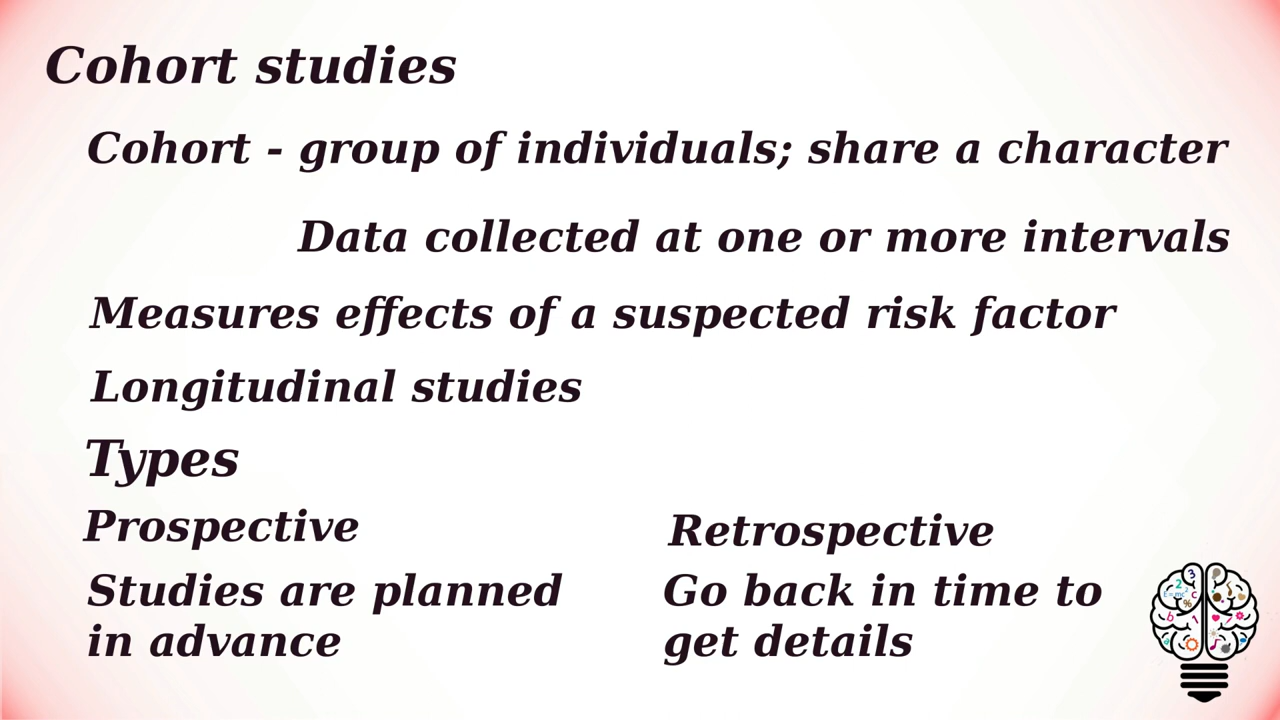 Cohort studies
Cohort - group of individuals; share a character
Data collected at one or more intervals
Measures effects of a suspected risk factor
Longitudinal studies
Types
Prospective
Retrospective
Studies are planned
in advance
Go back in time to
get details